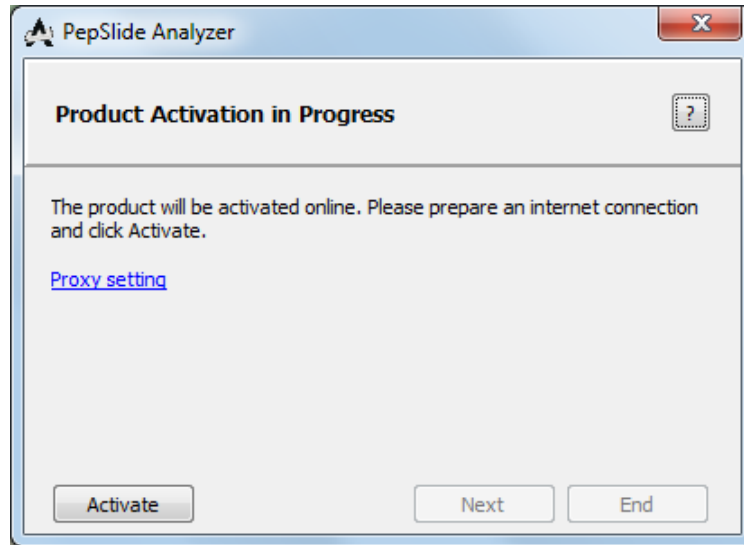 PepSlide Analyzer
X
Product Activation in Progress
?
The product will be activated online. Please prepare an internet connection
and click Activate.
Proxy setting
Activate
Next
End